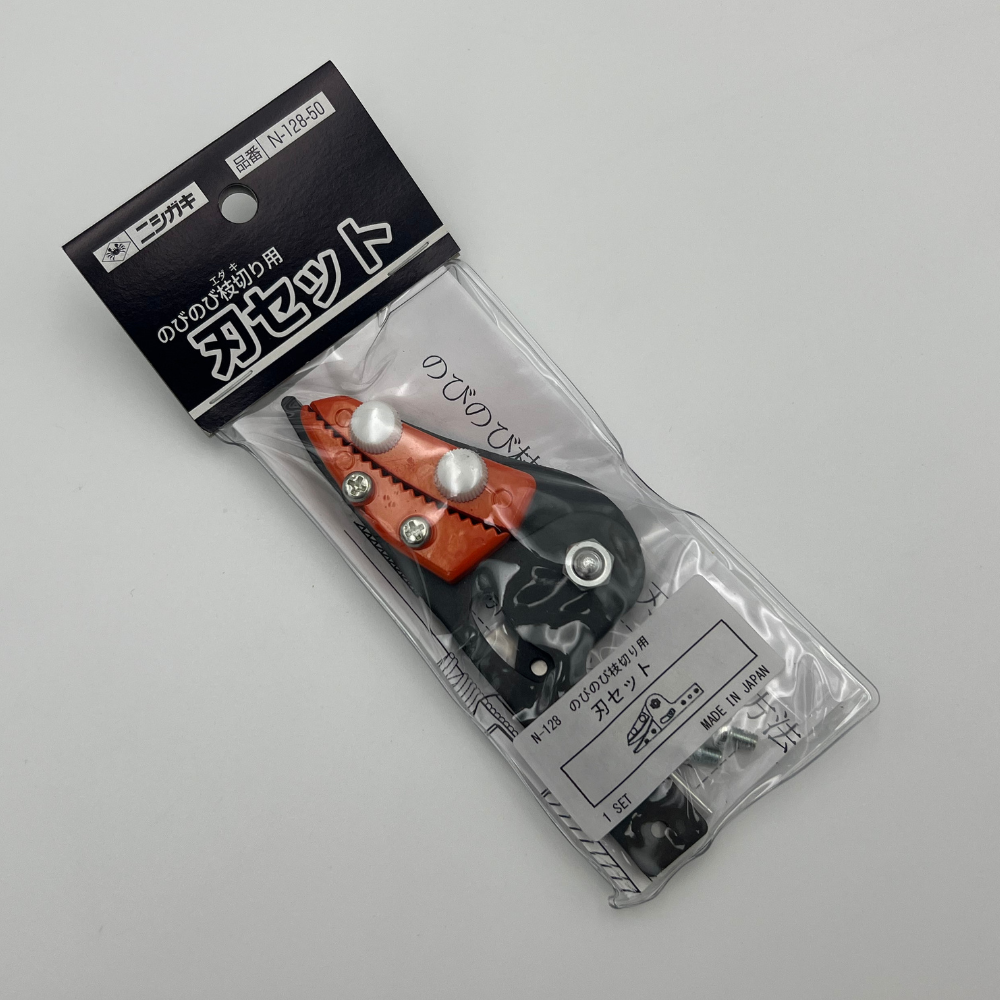 品番 N-128-50
ニシガキ
エダ キ
のびのび枝切り用
刃セット
のびのび枝
N-128 のびのび枝切り用
刃セット
MADE IN JAPAN
1 SET